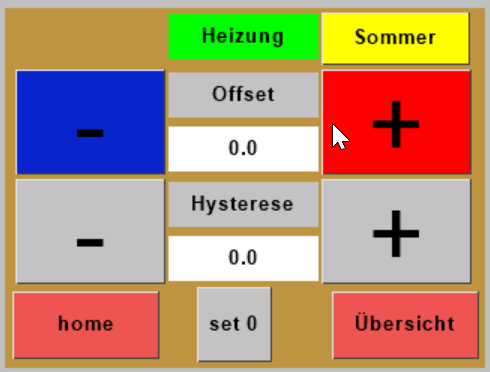 Heizung
Sommer
Offset
-
0.0
+
Hysterese
-
0.0
+
home
set 0
Übersicht